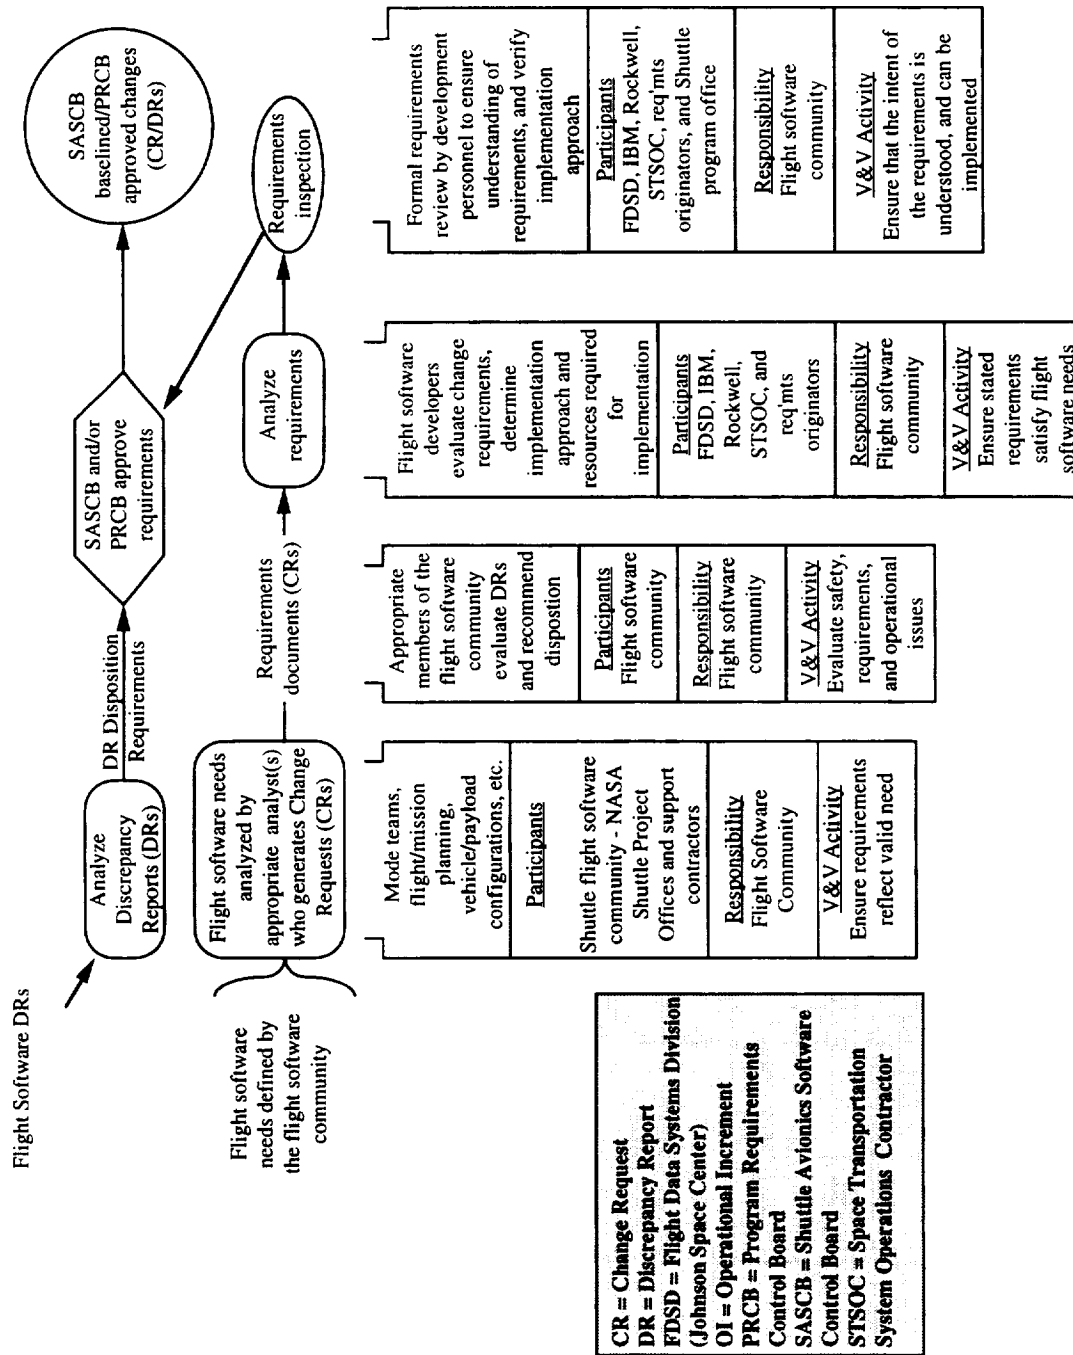 Flight Software DRs
Analyze
Discrepancy
Reports (DRs)
DR Disposition
Requirements
SASCB and/or
PRCB approve
requirements
SASCB
baselined/PRCB
approved changes
(CR/DRs)
Flight software
needs defined by
the flight software
community
Flight software needs
analyzed by
appropriate analyst(s)
who generates Change
Requests (CRs)
Requirements
documents (CRs)
Analyze
requirements
Requirements
inspection
Mode teams,
flight/mission
planning,
vehicle/payload
configurations, etc.
Participants
Shuttle flight software
community - NASA
Shuttle Project
Offices and support
contractors
Responsibility
Flight Software
Community
V&V Activity
Ensure requirements
reflect valid need
Appropriate
members of the
flight software
community
evaluate DRs
and recommend
dispostion
Participants
Flight software
community
Responsibility
Flight software
community
V&V Activity
Evaluate safety,
requirements,
and operational
issues
Flight software
developers
evaluate change
requirements,
determine
implementation
approach and
resources required
for
implementation
Participants
FDSD, IBM,
Rockwell,
STSOC, and
req'mts
originators
Responsibility
Flight software
community
V&V Activity
Ensure stated
requirements
satisfy flight
software needs
Formal requirements
review by development
personnel to ensure
understanding of
requirements, and verify
implementation
approach
Participants
FDSD, IBM, Rockwell,
STSOC, req'mts
originators, and Shuttle
program office
Responsibility
Flight software
community
V&V Activity
Ensure that the intent of
the requirements is
understood, and can be
implemented
CR = Change Request
DR = Discrepancy Report
FDSD = Flight Data Systems Division
(Johnson Space Center)
OI = Operational Increment
PRCB = Program Requirements
Control Board
SASCB = Shuttle Avionics Software
Control Board
STSOC = Space Transportation
System Operations Contractor